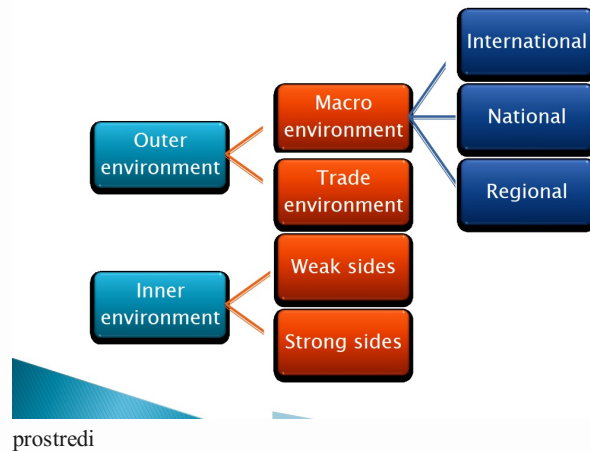 International
Macro
environment
National
Outer
environment
Trade
environment
Regional
Weak sides
Inner
environment
Strong sides
prostredi